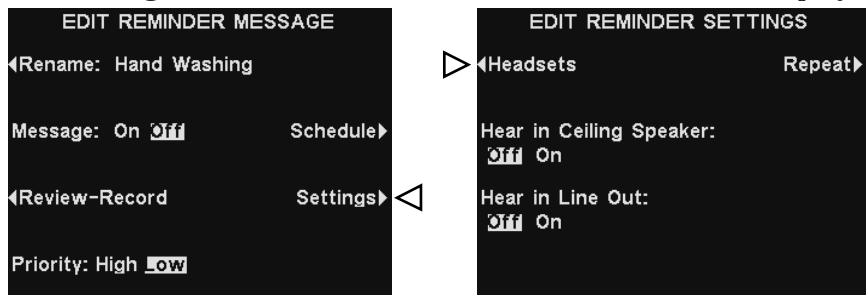 EDIT REMINDER MESSAGE
Rename: Hand Washing
Message: On Off Schedule
Review-Record Settings
Priority: High Low
EDIT REMINDER SETTINGS
Headsets Repeat
Hear in Ceiling Speaker:
Off On
Hear in Line Out:
Off On